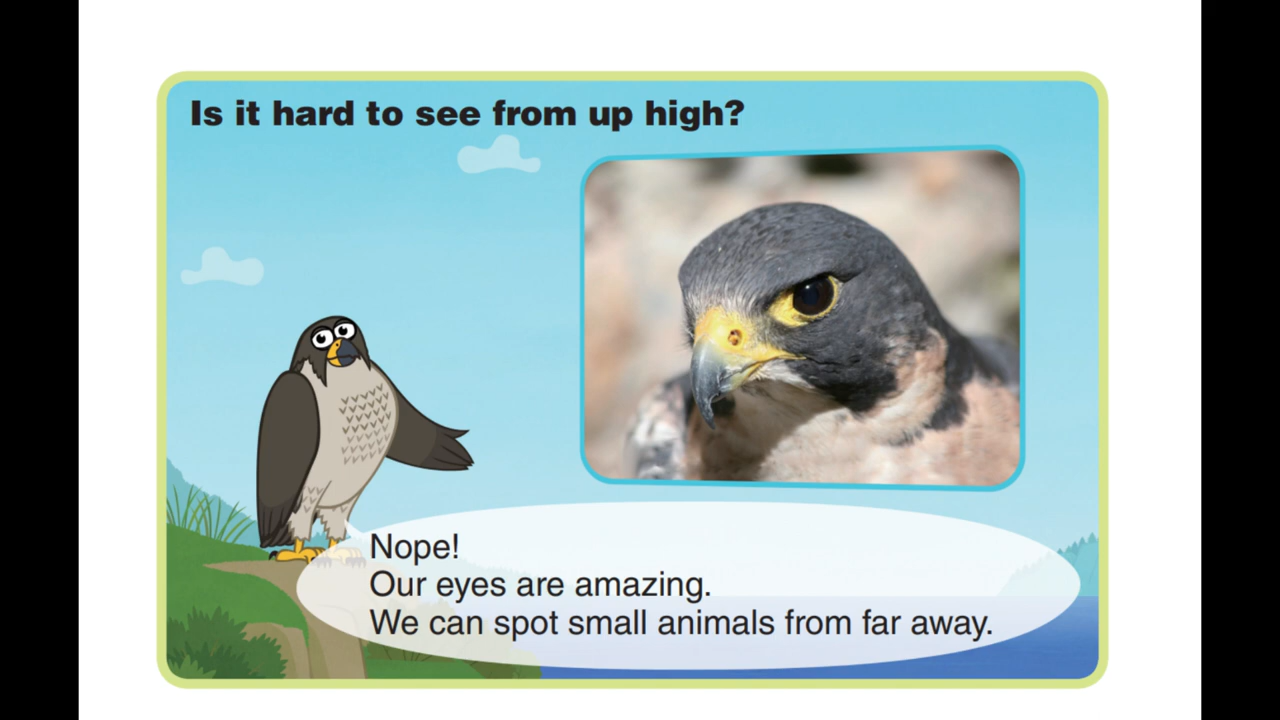 Is it hard to see from up high?
Nope!
Our eyes are amazing.
We can spot small animals from far away.